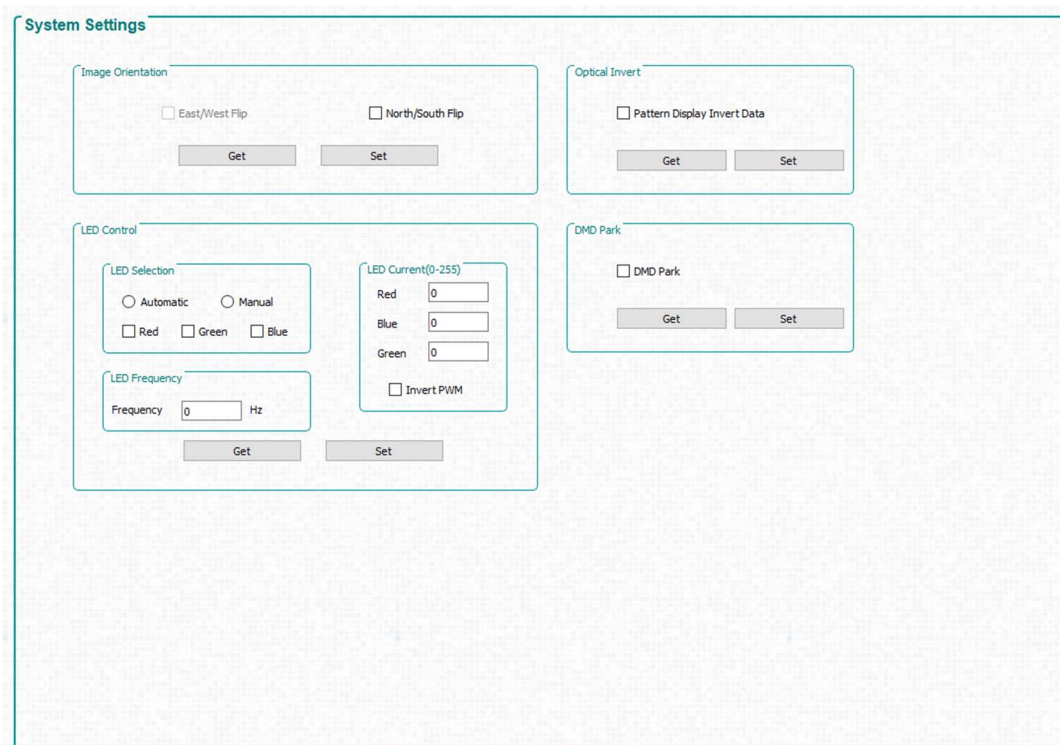 System Settings
Image Orientation
East/West Flip North/South Flip
Get Set
Optical Invert
Pattern Display Invert Data
Get Set
LED Control
LED Selection
Automatic Manual
Red Green Blue
LED Frequency
Frequency 0 Hz
LED Current(0-255)
Red 0
Blue 0
Green 0
Invert PWM
Get Set
DMD Park
DMD Park
Get Set